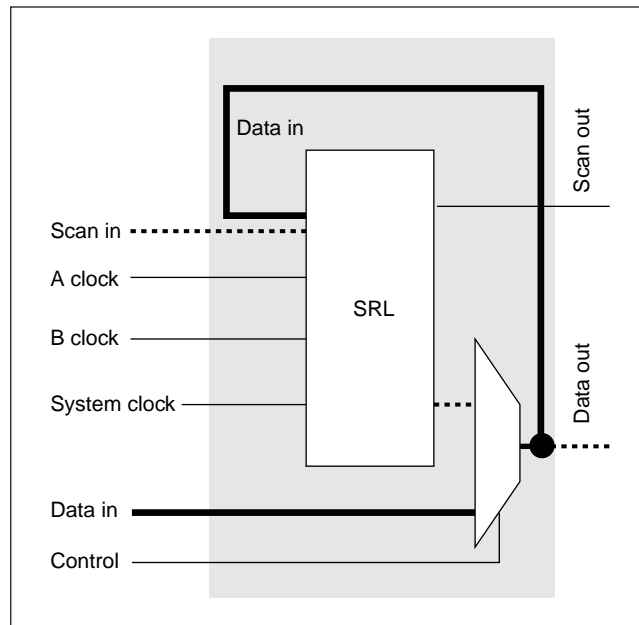 Data in
Scan out
Scan in
A clock
SRL
B clock
System clock
Data out
Data in
Control